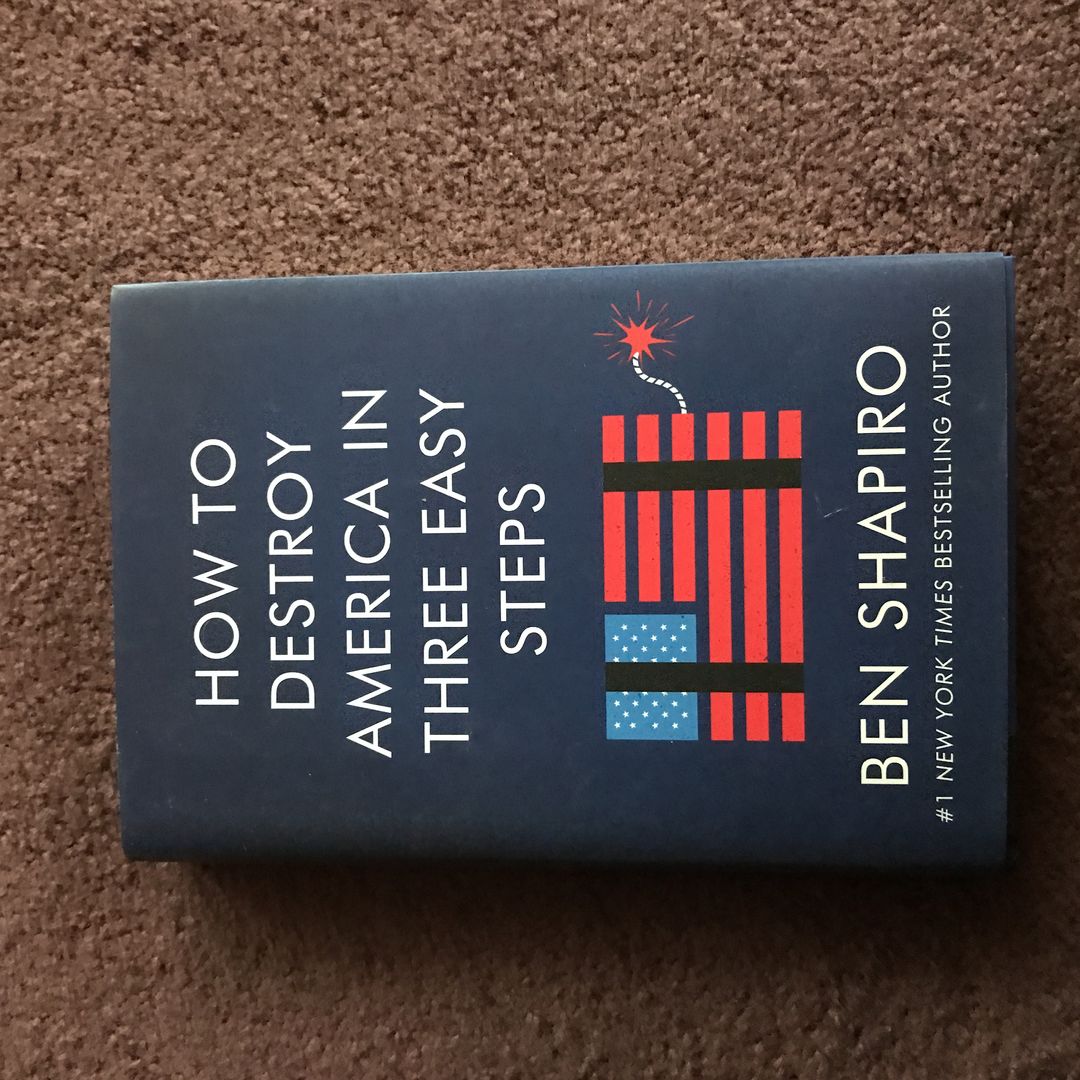 HOW TO
DESTROY
AMERICA IN
THREE EASY
STEPS
BEN SHAPIRO
#1 NEW YORK TIMES BESTSELLING AUTHOR